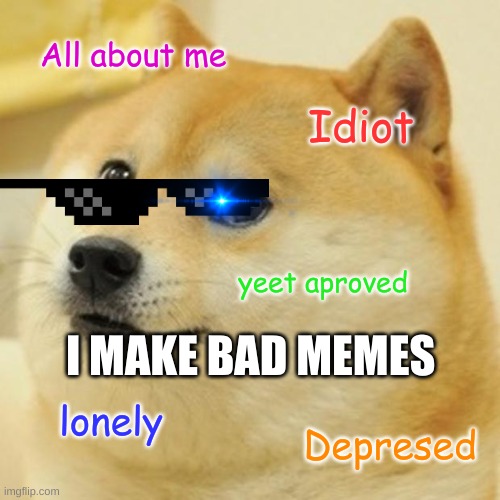 All about me
Idiot
yeet aproved
I MAKE BAD MEMES
lonely
Depresed
imgflip.com